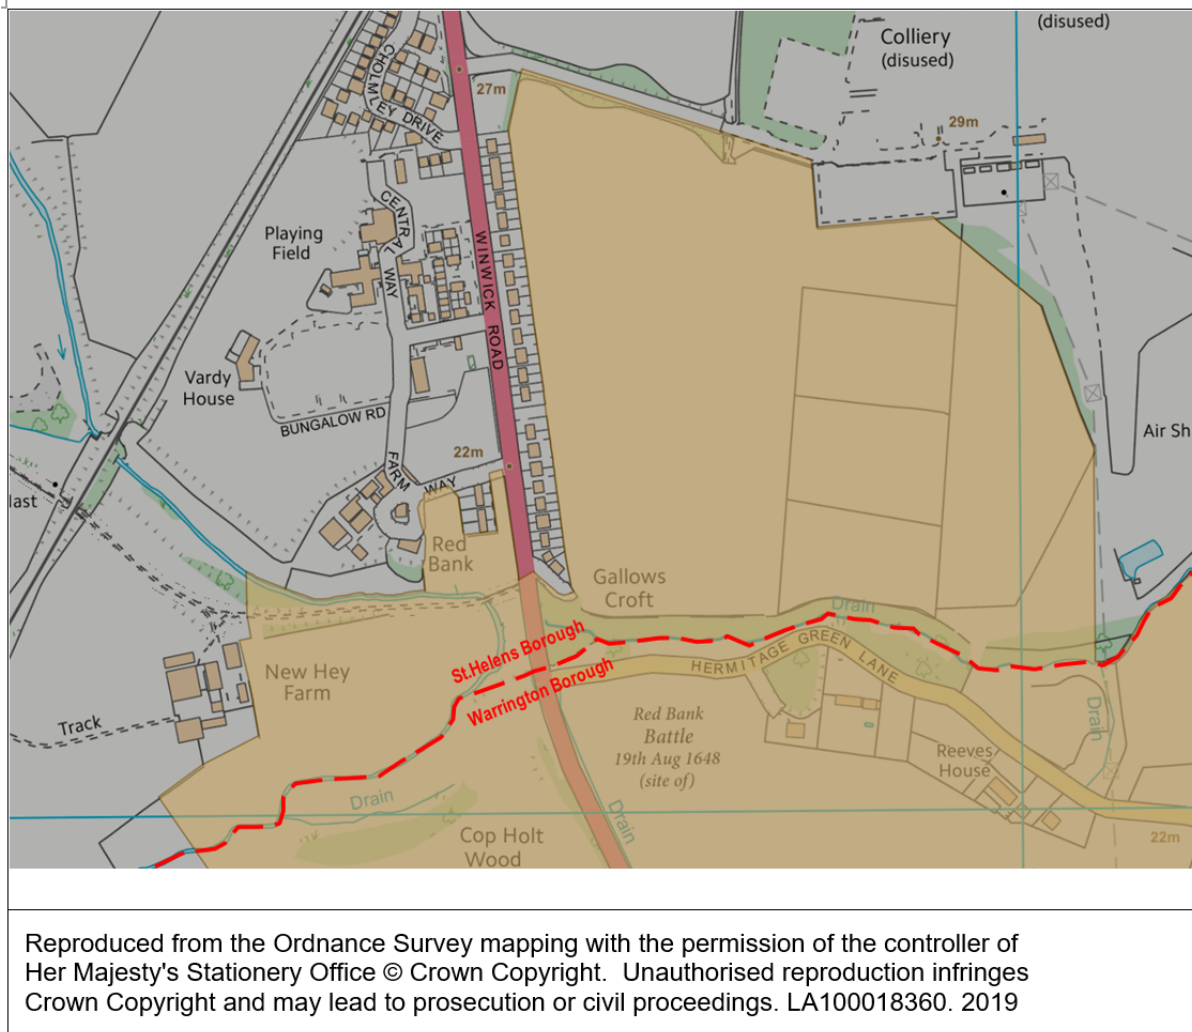 (disused)
Colliery
(disused)
CHOLMLEY DRIVE
27m
29m
CENTRAL WAY
Playing
Field
WINWICK ROAD
Vardy
House
BUNGALOW RD
Air Sh
22m
FARM WAY
last
Red
Bank
Gallows
Croft
Drain
St.Helens Borough
Warrington Borough
HERMITAGE GREEN LANE
New Hey
Farm
Track
Red Bank
Battle
19th Aug 1648
(site of)
Drain
Reeves
House
Drain
Drain
Cop Holt
Wood
22m
Reproduced from the Ordnance Survey mapping with the permission of the controller of
Her Majesty's Stationery Office © Crown Copyright.  Unauthorised reproduction infringes
Crown Copyright and may lead to prosecution or civil proceedings. LA100018360. 2019